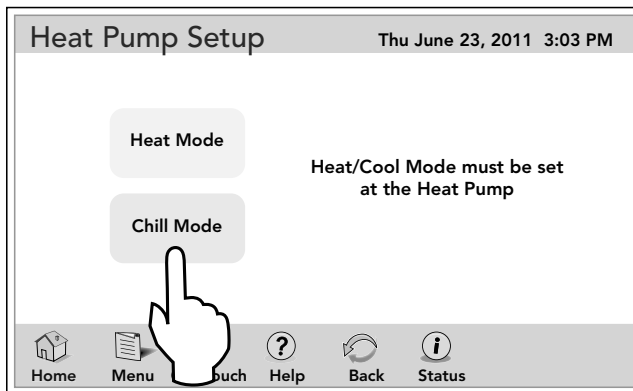 Heat Pump Setup
Thu June 23, 2011 3:03 PM
Heat Mode
Heat/Cool Mode must be set
at the Heat Pump
Chill Mode
Home Menu Help Back Status